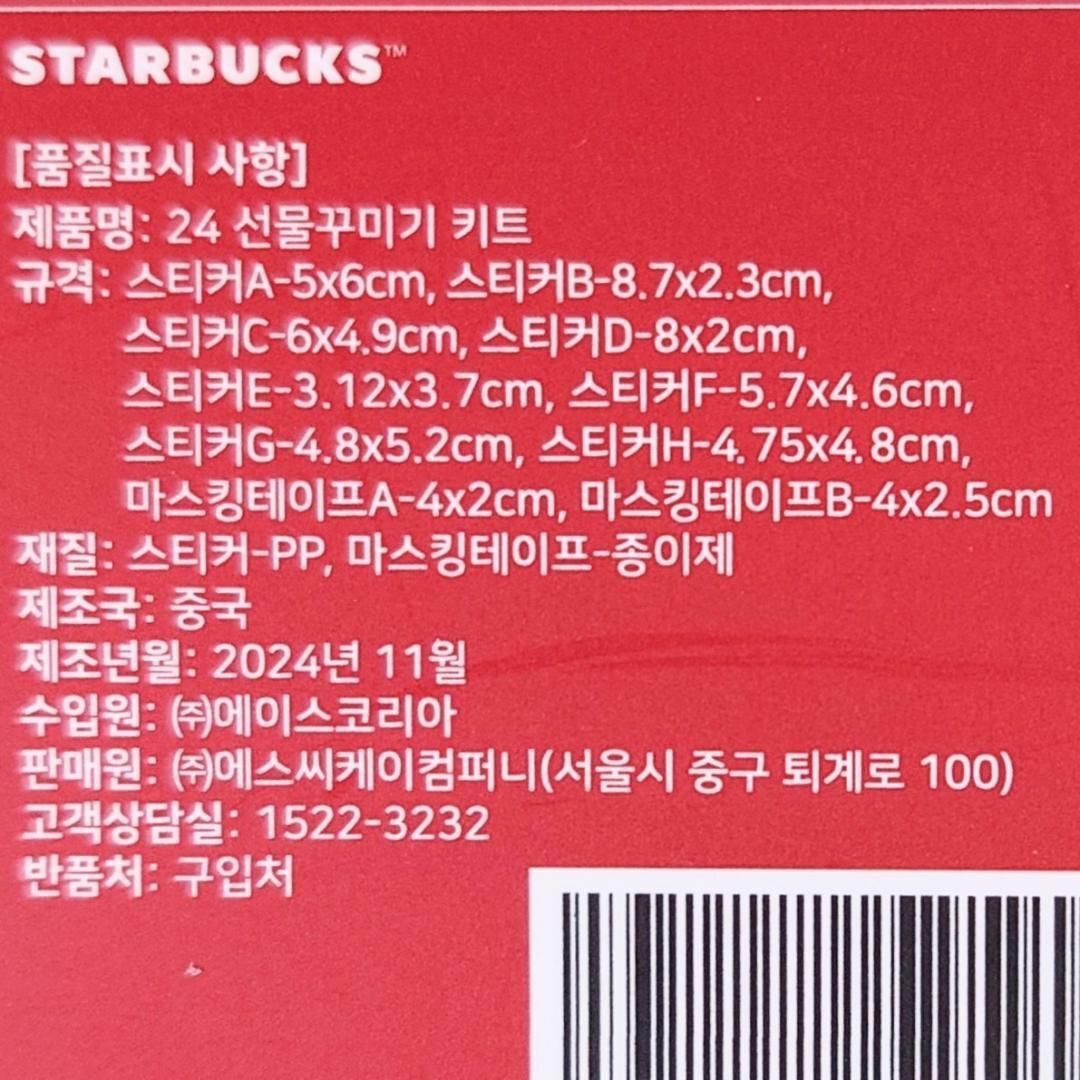 STARBUCKS™
[품질표시 사항]
제품명: 24 선물꾸미기 키트
규격: 스티커A-5x6cm, 스티커B-8.7x2.3cm,
스티커C-6x4.9cm, 스티커D-8x2cm,
스티커E-3.12x3.7cm, 스티커F-5.7x4.6cm,
스티커G-4.8x5.2cm, 스티커H-4.75x4.8cm,
마스킹테이프A-4x2cm, 마스킹테이프B-4x2.5cm
재질: 스티커-PP, 마스킹테이프-종이제
제조국: 중국
제조년월: 2024년 11월
수입원: ㈜에이스코리아
판매원: ㈜에스씨케이컴퍼니(서울시 중구 퇴계로 100)
고객상담실: 1522-3232
반품처: 구입처